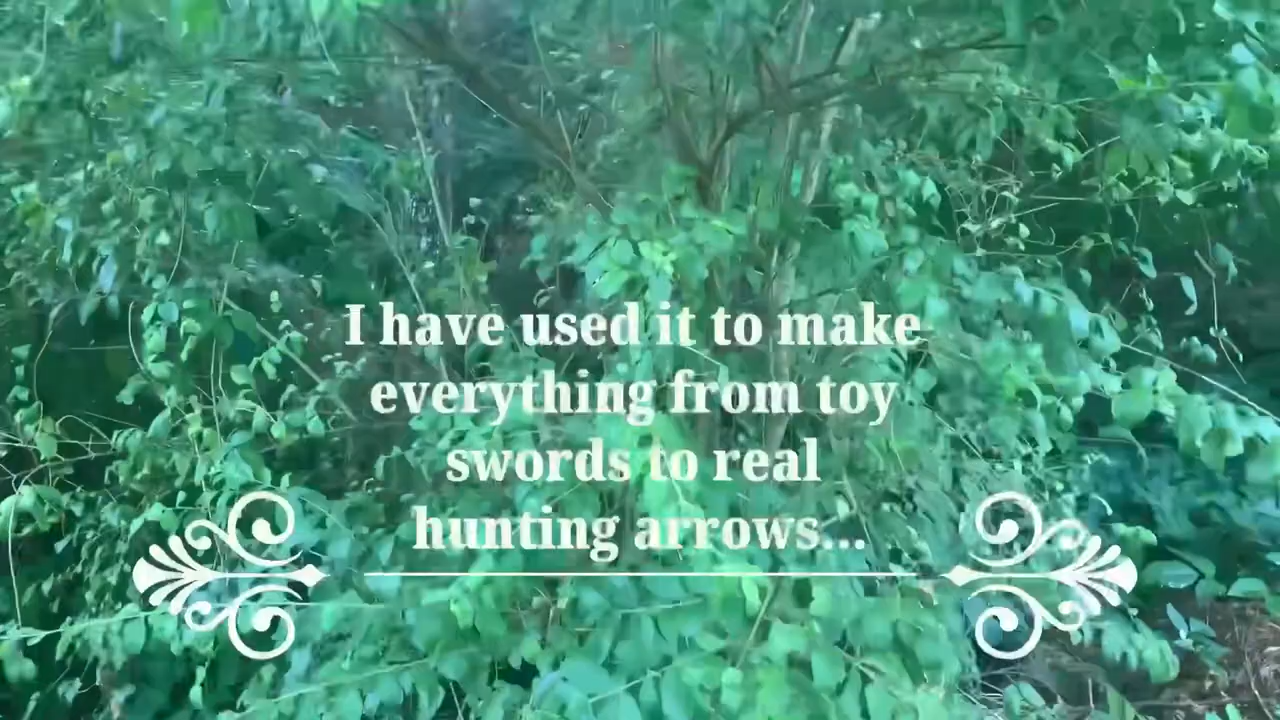 I have used it to make
everything from toy
swords to real
hunting arrows...